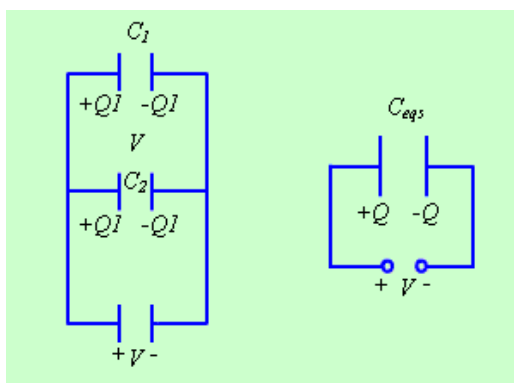 C1
+Q1 -Q1
V
C2
+Q1 -Q1
+ V -
Ceqs
+Q -Q
+ V -